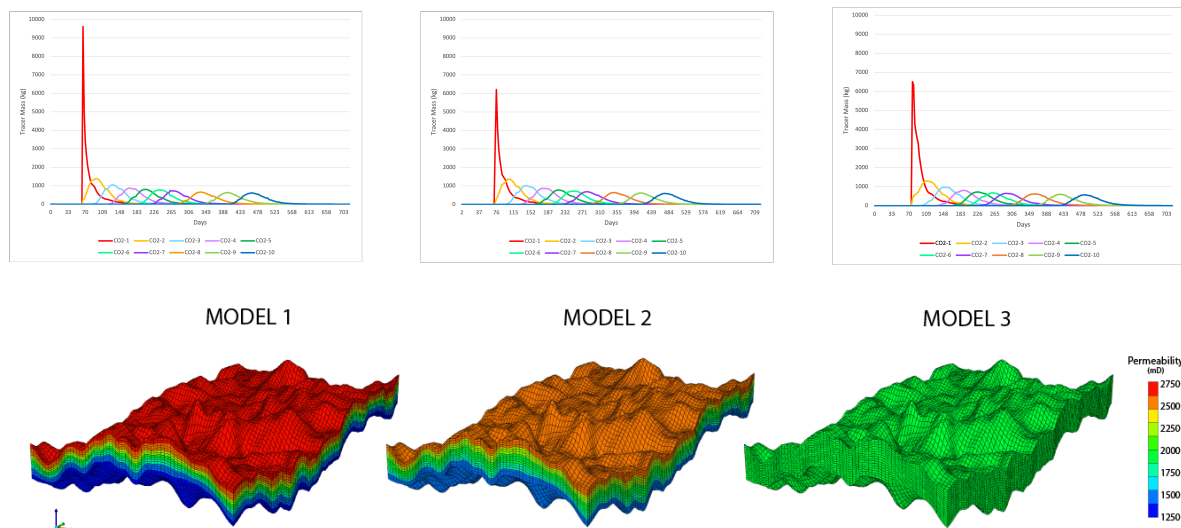 10000
9000
8000
7000
6000
5000
4000
3000
2000
1000
0
Tracer Mass (kg)
0 33 70 109 148 187 226 265 306 349 388 433 478 523 568 613 658 703
Days
CO2-1 CO2-2 CO2-3 CO2-4 CO2-5
CO2-6 CO2-7 CO2-8 CO2-9 CO2-10
10000
9000
8000
7000
6000
5000
4000
3000
2000
1000
0
Tracer Mass (kg)
2 37 76 115 152 187 232 271 310 355 400 439 484 529 574 619 664 709
Days
CO2-1 CO2-2 CO2-3 CO2-4 CO2-5
CO2-6 CO2-7 CO2-8 CO2-9 CO2-10
10000
9000
8000
7000
6000
5000
4000
3000
2000
1000
0
Tracer Mass (kg)
0 34 70 109 146 183 226 265 306 349 388 433 478 523 568 613 658 703
Days
CO2-1 CO2-2 CO2-3 CO2-4 CO2-5
CO2-6 CO2-7 CO2-8 CO2-9 CO2-10
MODEL 1
MODEL 2
MODEL 3
Permeability
(mD)
2750
2250
2250
2000
1750
1500
1250